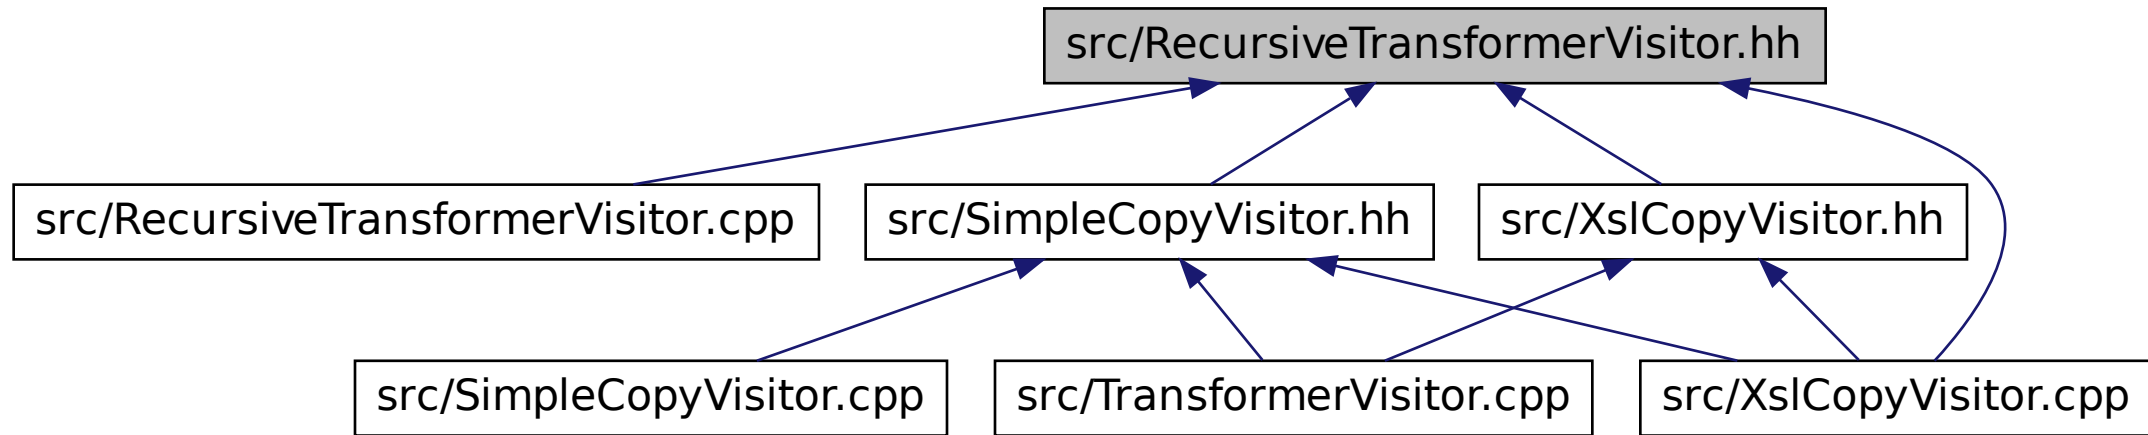 src/RecursiveTransformerVisitor.hh
src/RecursiveTransformerVisitor.cpp
src/SimpleCopyVisitor.hh
src/XslCopyVisitor.hh
src/SimpleCopyVisitor.cpp
src/TransformerVisitor.cpp
src/XslCopyVisitor.cpp